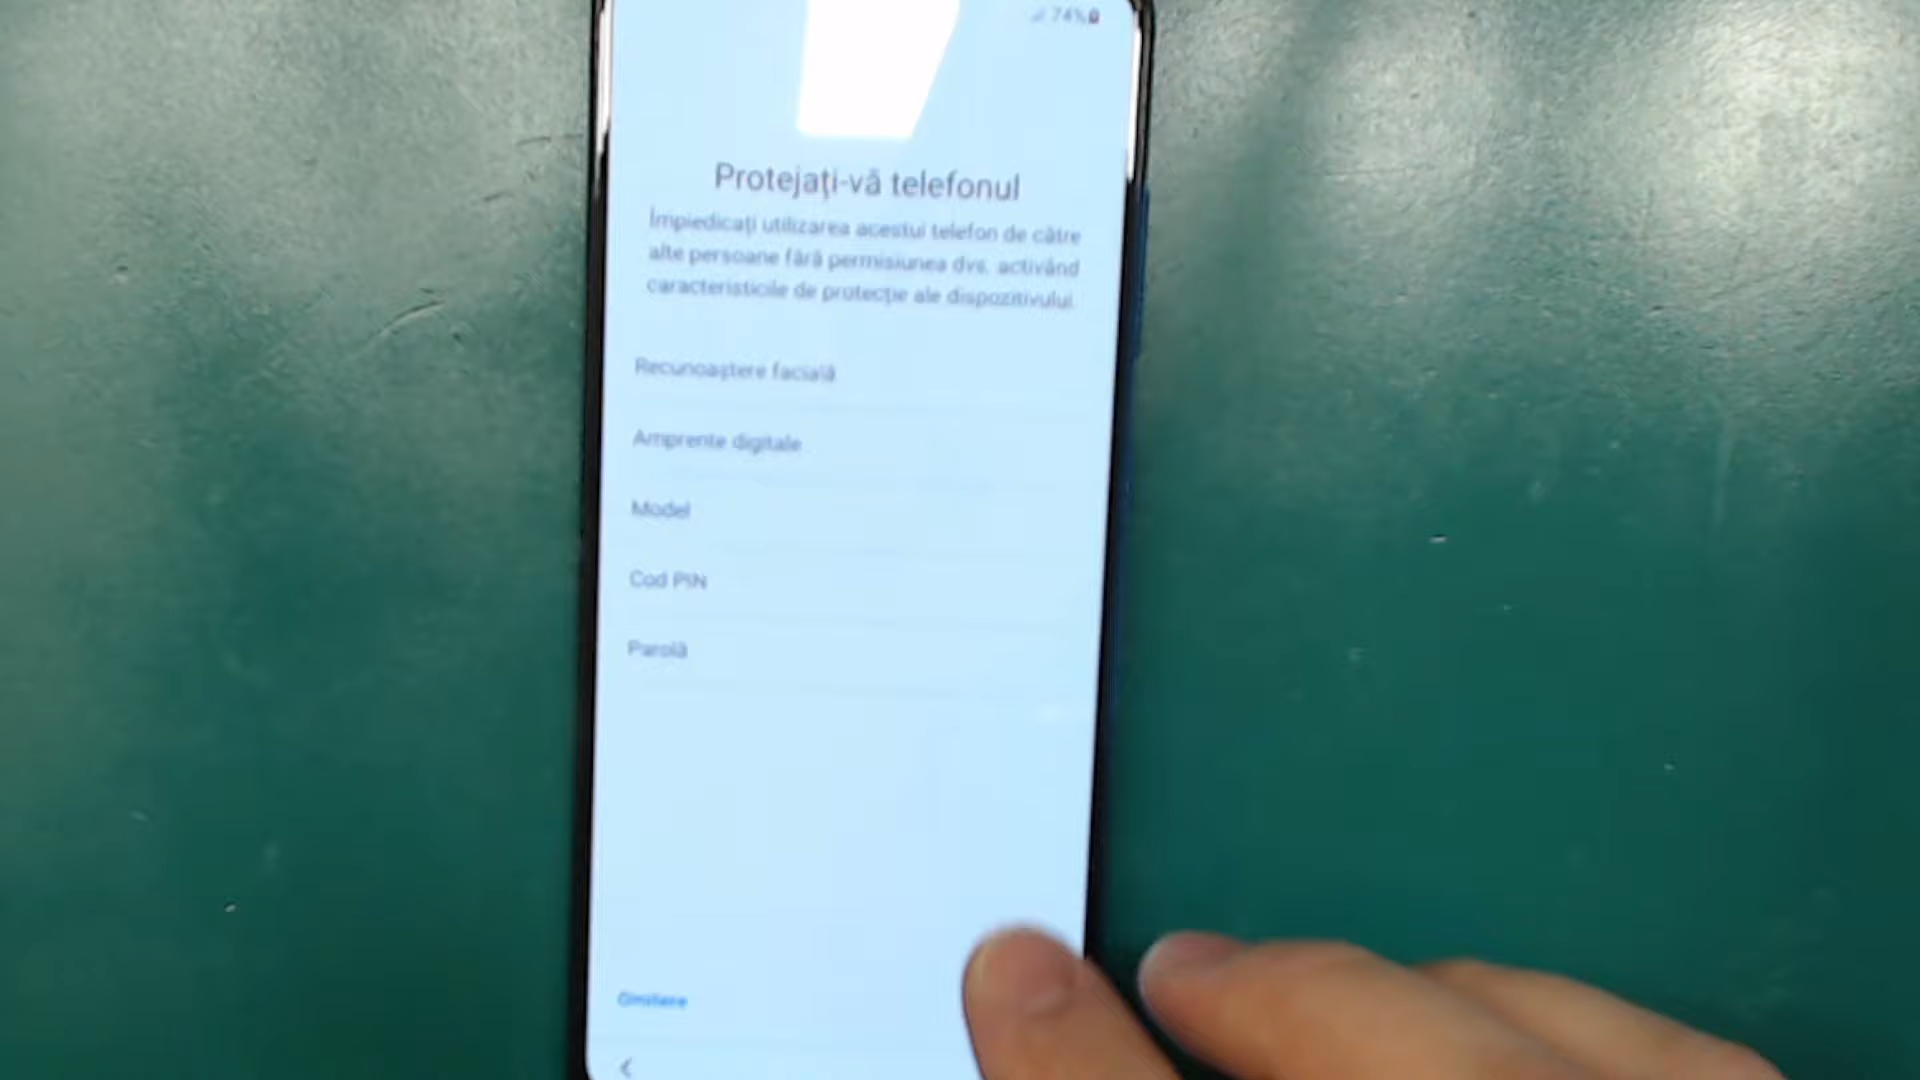 74%
Protejați-vă telefonul
Împiedicați utilizarea acestui telefon de către
alte persoane fără permisiunea dvs. activând
caracteristicile de protecție ale dispozitivului.
Recunoaștere facială
Amprente digitale
Model
Cod PIN
Parolă
Omitere